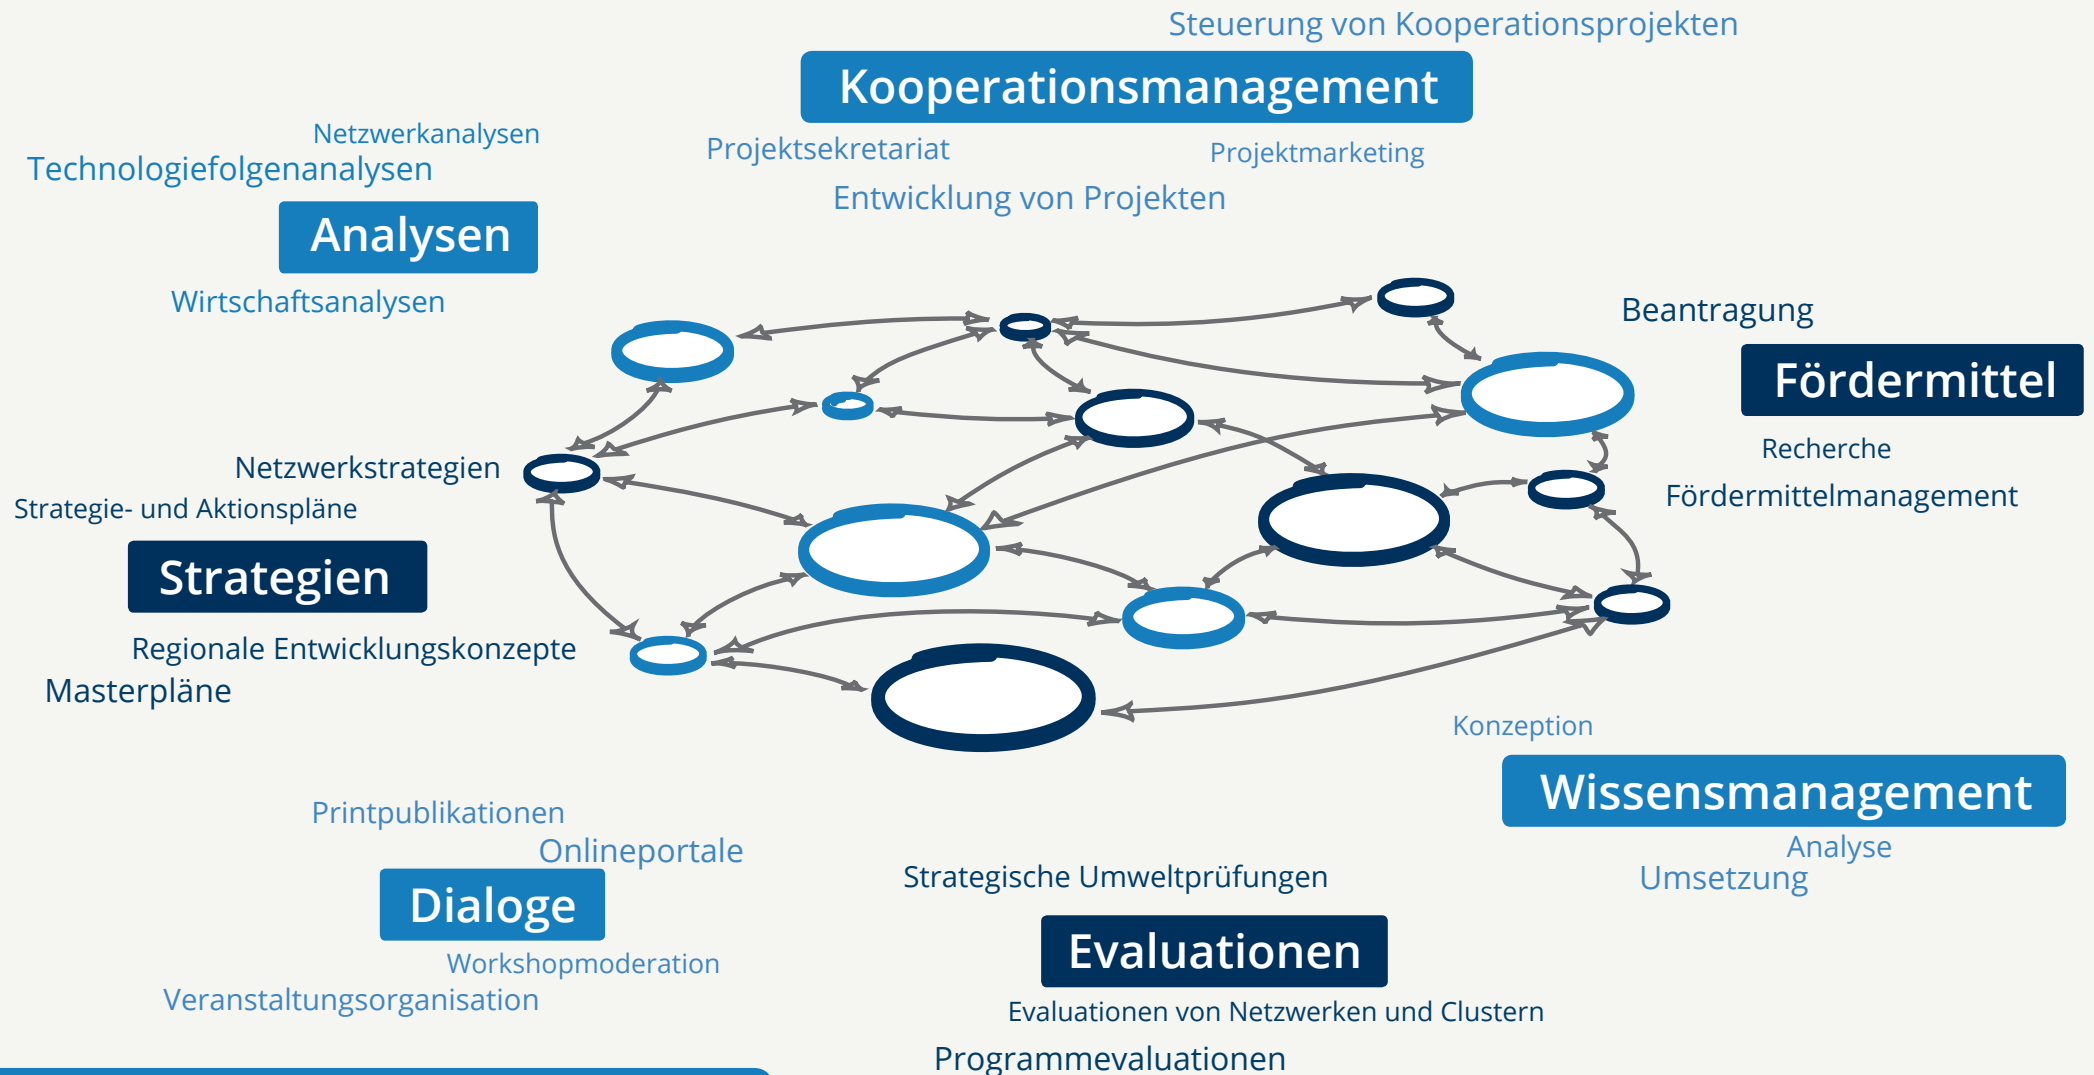 Steuerung von Kooperationsprojekten
Kooperationsmanagement
Projektsekretariat
Projektmarketing
Entwicklung von Projekten
Netzwerkanalysen
Technologiefolgenanalysen
Analysen
Wirtschaftsanalysen
Beantragung
Fördermittel
Recherche
Fördermittelmanagement
Netzwerkstrategien
Strategie- und Aktionspläne
Strategien
Regionale Entwicklungskonzepte
Masterpläne
Konzeption
Wissensmanagement
Analyse
Umsetzung
Printpublikationen
Onlineportale
Dialoge
Workshopmoderation
Veranstaltungsorganisation
Strategische Umweltprüfungen
Evaluationen
Evaluationen von Netzwerken und Clustern
Programmevaluationen